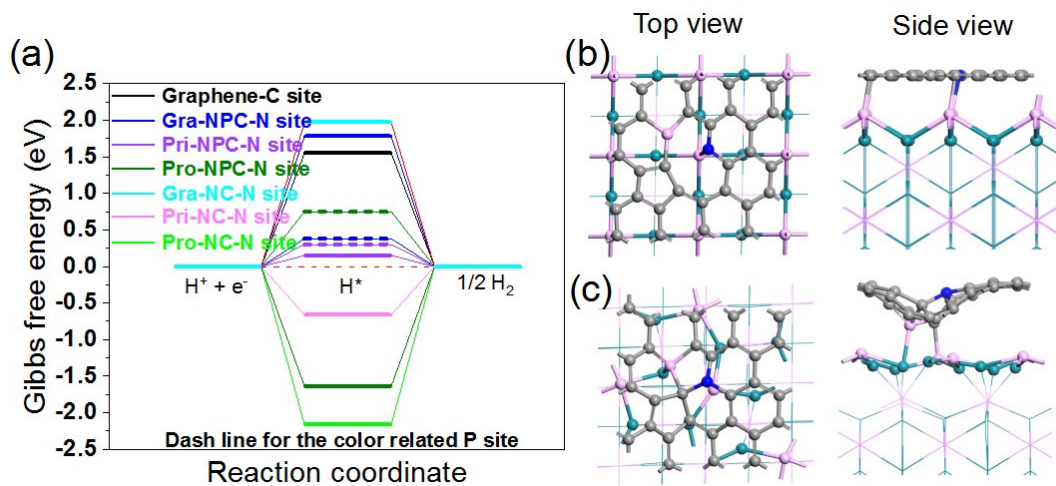 (a)
2.5
2.0
1.5
1.0
0.5
0.0
-0.5
-1.0
-1.5
-2.0
-2.5
Gibbs free energy (eV)
Graphene-C site
Gra-NPC-N site
Pri-NPC-N site
Pro-NPC-N site
Gra-NC-N site
Pri-NC-N site
Pro-NC-N site
H⁺ + e⁻
H*
1/2 H₂
Dash line for the color related P site
Reaction coordinate
Top view
Side view
(b)
(c)